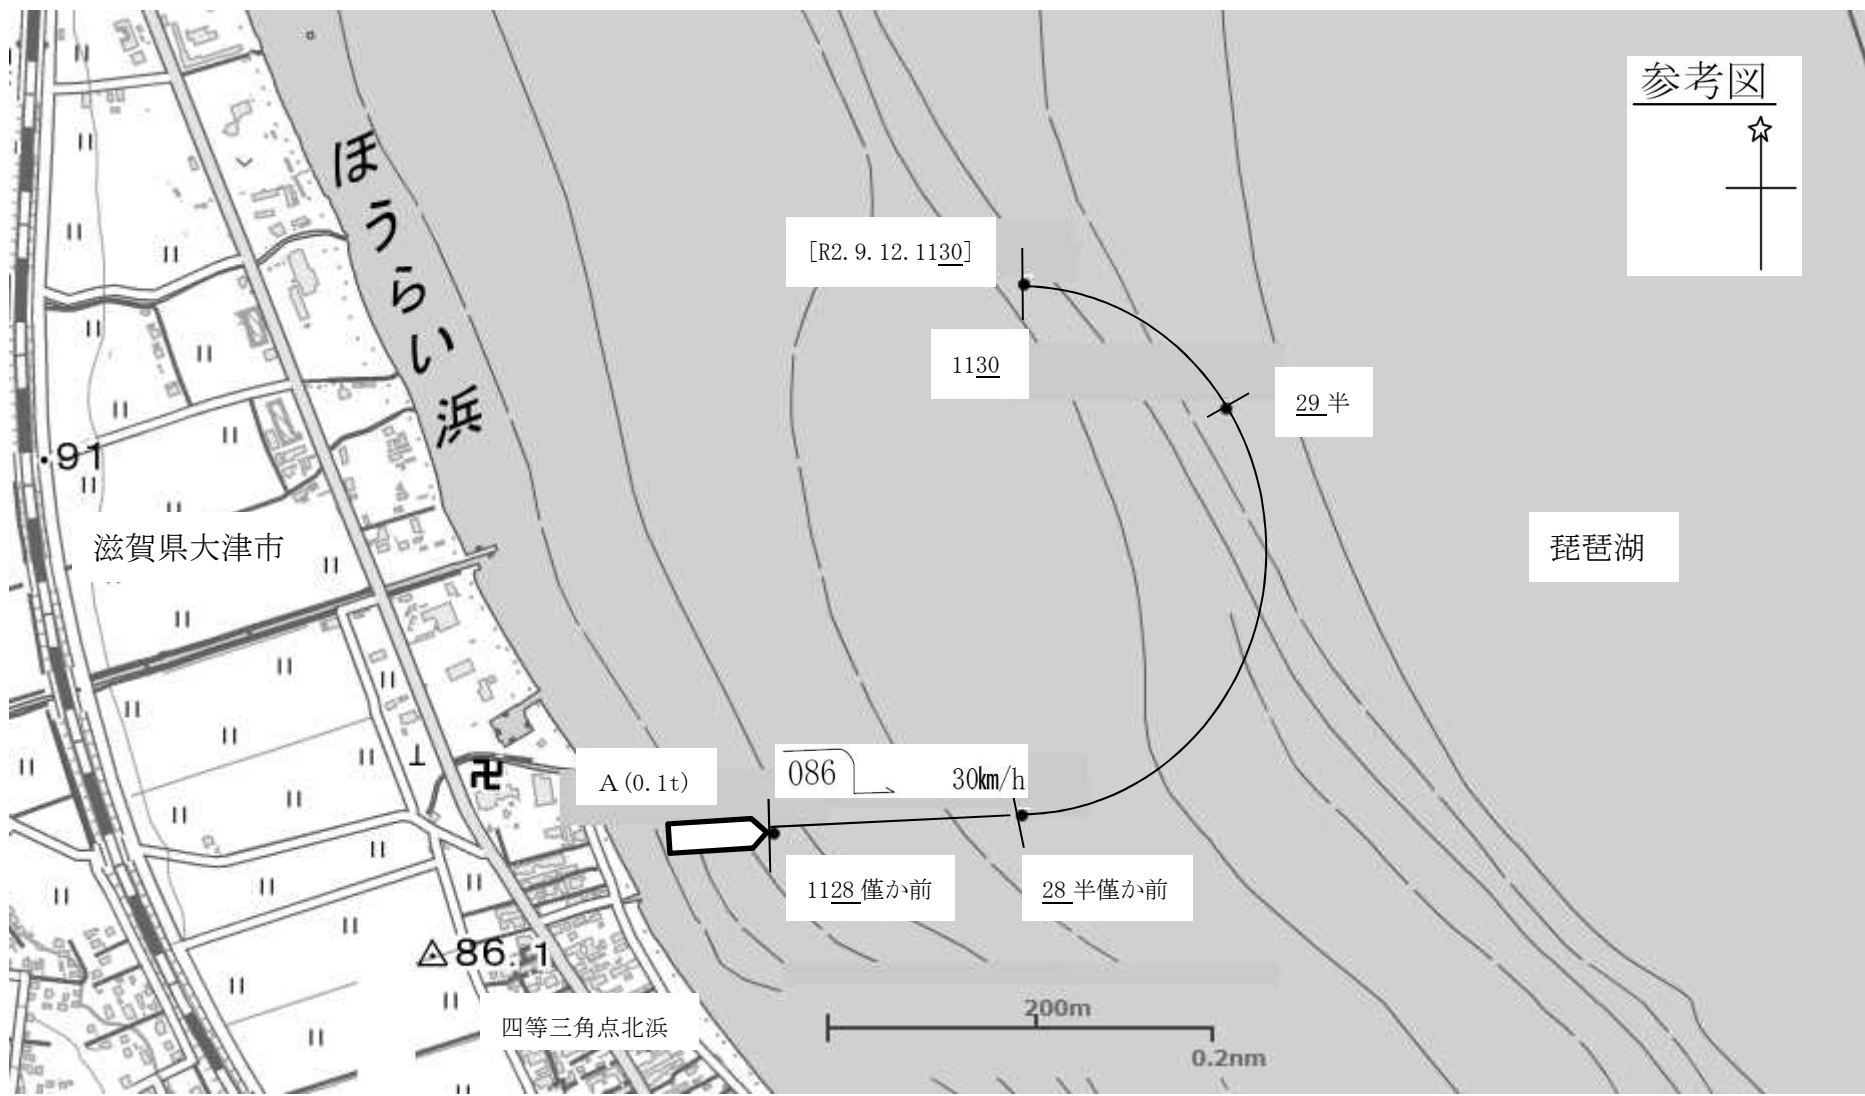 参考図
ほうらい浜
[R2.9.12.1130]
1130
29半
・91
滋賀県大津市
琵琶湖
A(0.1t)
086
30㎞/h
1128僅か前
28半僅か前
86.1
四等三角点北浜
200m
0.2nm